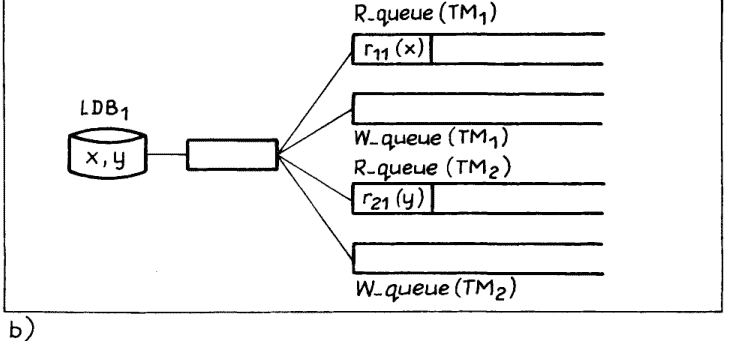 R_queue (TM₁)
r₁₁ (x)
LDB₁
x, y
W_queue (TM₁)
R_queue (TM₂)
r₂₁ (y)
W_queue (TM₂)
b)